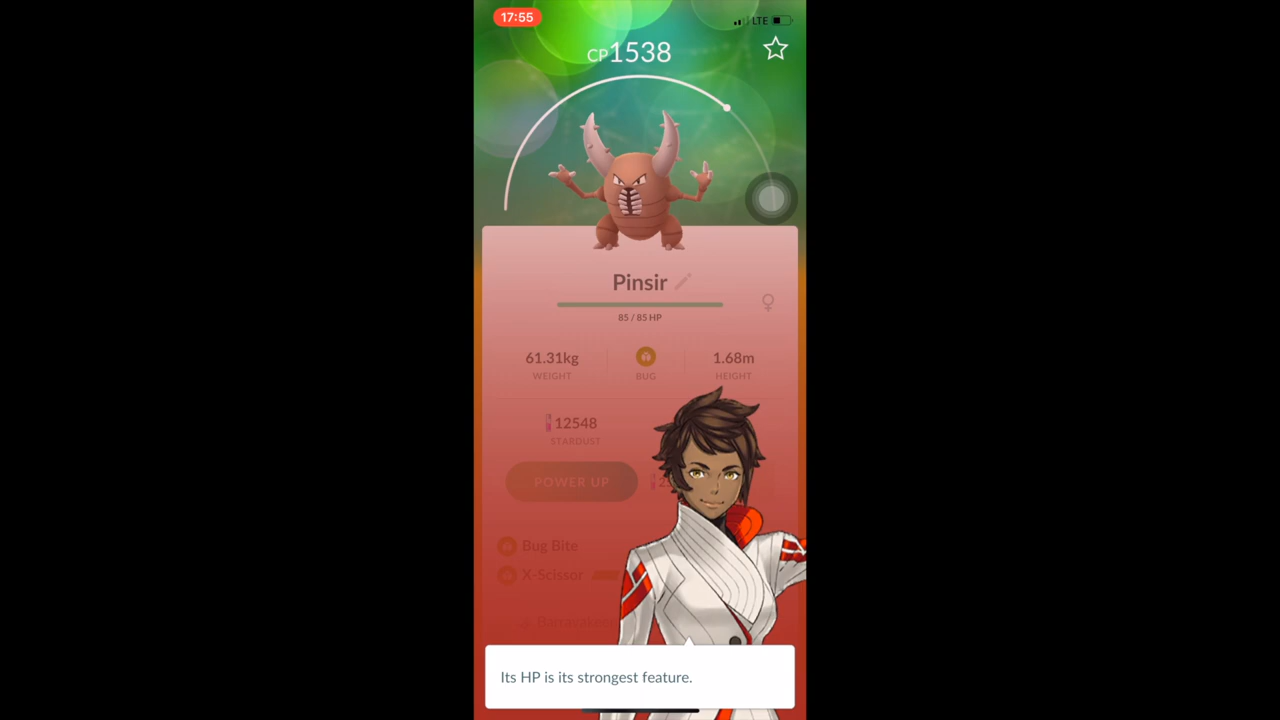 17:55
LTE
CP1538
Pinsir
85 / 85 HP
61.31kg
1.68m
WEIGHT
BUG
HEIGHT
12548
STARDUST
POWER UP
Bug Bite
X-Scissor
Its HP is its strongest feature.